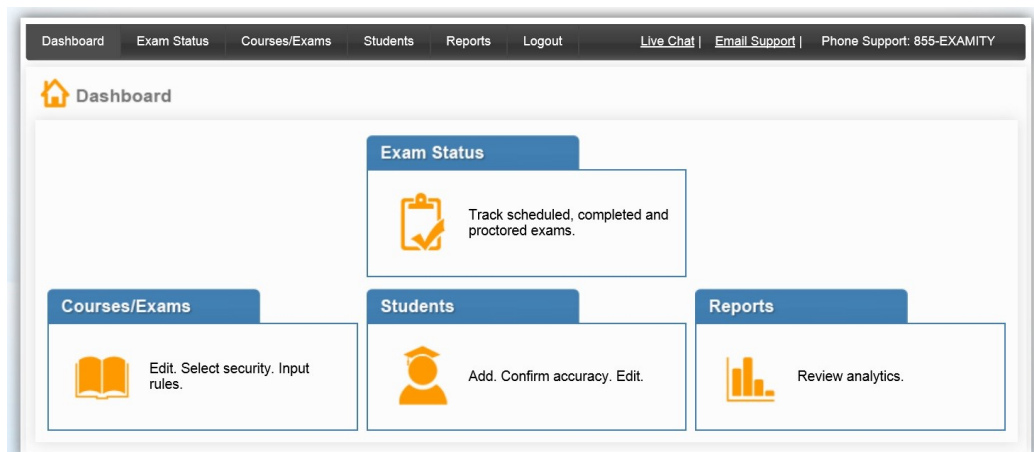 Dashboard Exam Status Courses/Exams Students Reports Logout Live Chat | Email Support | Phone Support: 855-EXAMITY
Dashboard
Exam Status
Track scheduled, completed and
proctored exams.
Courses/Exams
Edit. Select security. Input
rules.
Students
Add. Confirm accuracy. Edit.
Reports
Review analytics.